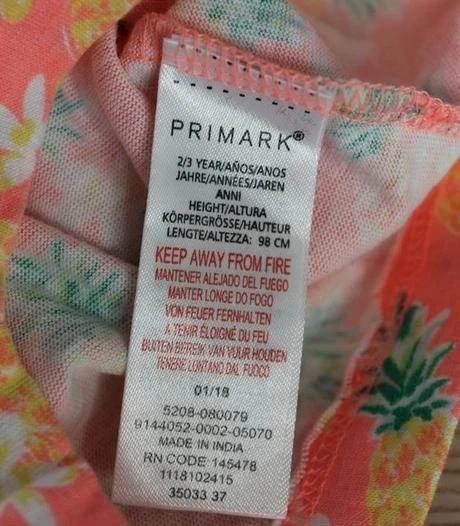 PRIMARK®
2/3 YEAR/AÑOS/ANOS
JAHRE/ANNÉES/JAREN
ANNI
HEIGHT/ALTURA
KÖRPERGRÖSSE/HAUTEUR
LENGTE/ALTEZZA: 98 CM
KEEP AWAY FROM FIRE
MANTENER ALEJADO DEL FUEGO
MANTER LONGE DO FOGO
VON FEUER FERNHALTEN
A TENIR ÉLOIGNÉ DU FEU
BUITEN BEREIK VAN VUUR HOUDEN
TENERE LONTANO DAL FUOCO
01/18
5208-080079
9144052-0002-05070
MADE IN INDIA
RN CODE: 145478
1118102415
35033 37